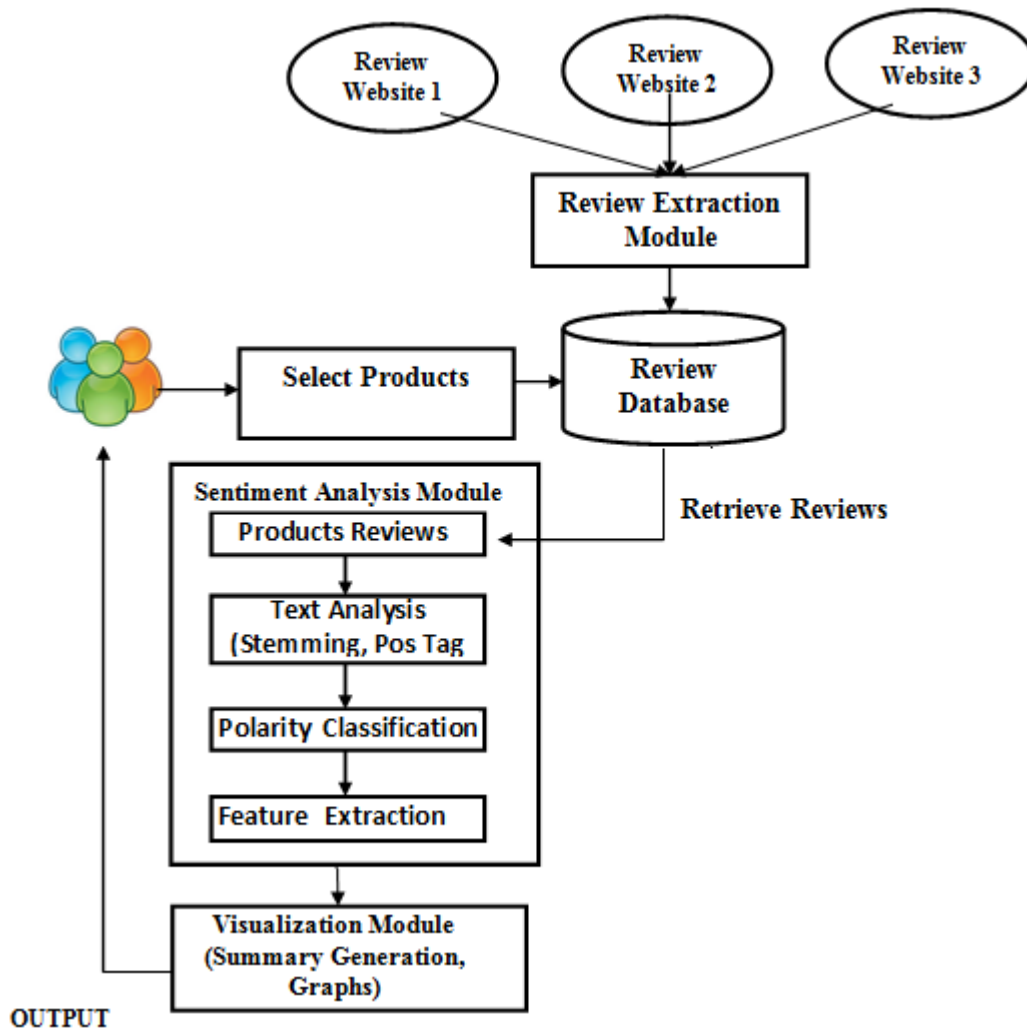 Review
Website 1
Review
Website 2
Review
Website 3
Review Extraction
Module
Select Products
Review
Database
Sentiment Analysis Module
Retrieve Reviews
Products Reviews
Text Analysis
(Stemming, Pos Tag
Polarity Classification
Feature Extraction
Visualization Module
(Summary Generation,
Graphs)
OUTPUT